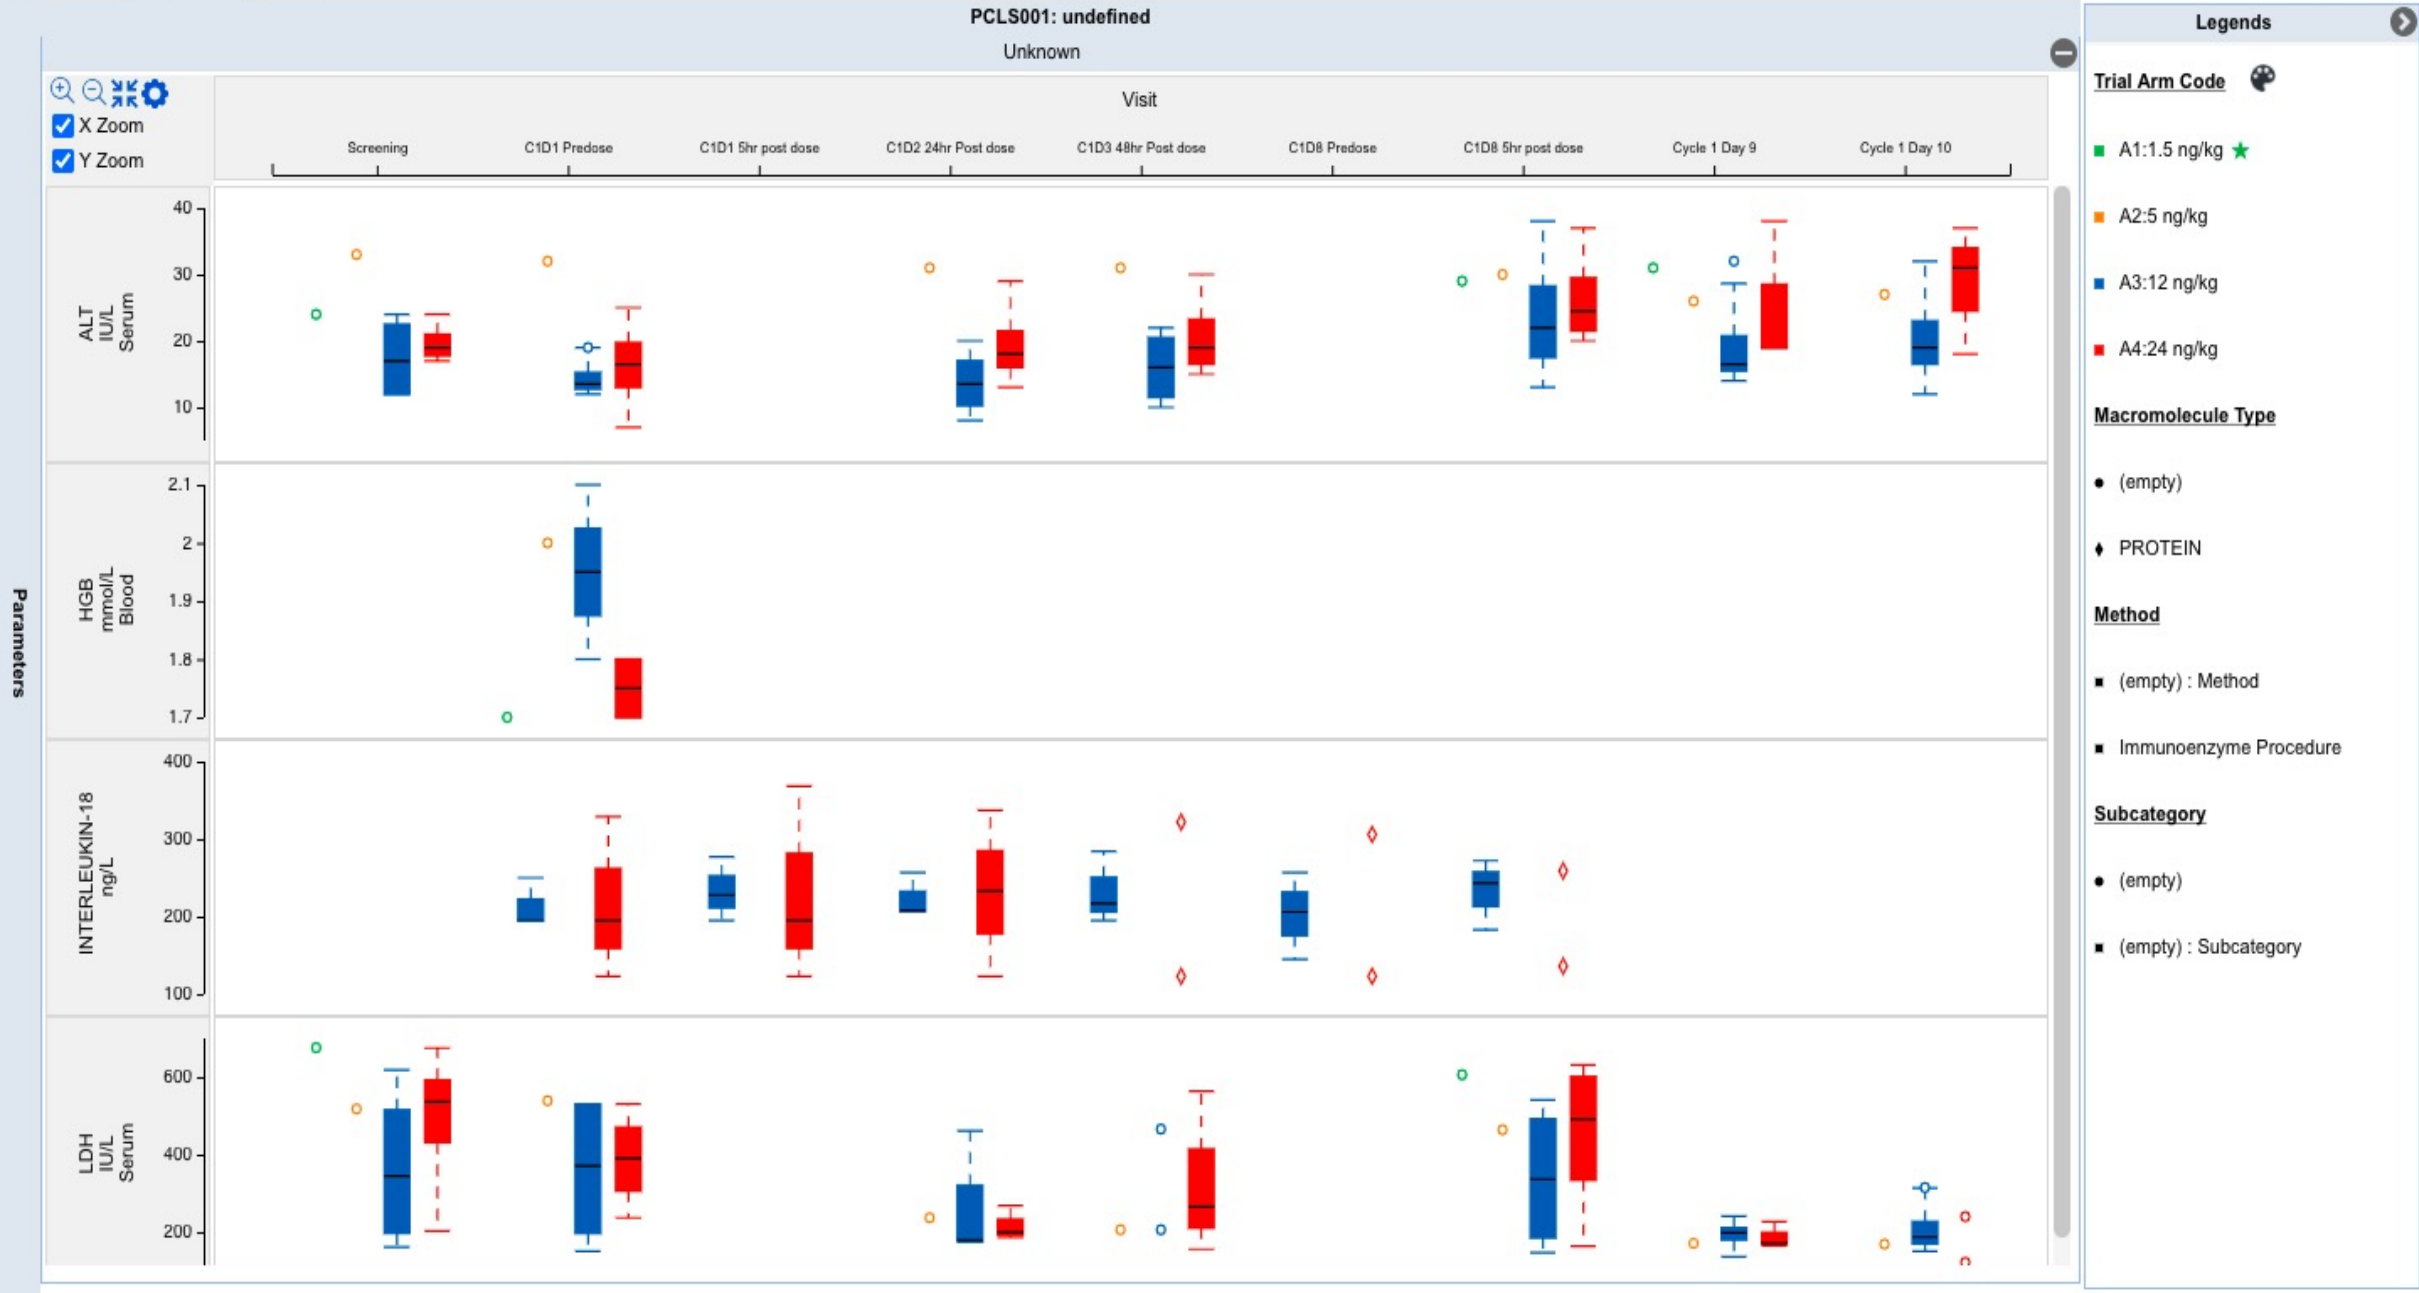 PCLS001: undefined
Unknown
X Zoom
Y Zoom
Visit
Screening
C1D1 Predose
C1D1 5hr post dose
C1D2 24hr Post dose
C1D3 48hr Post dose
C1D8 Predose
C1D8 5hr post dose
Cycle 1 Day 9
Cycle 1 Day 10
Parameters
ALT
IU/L
Serum
40
30
20
10
HGB
mmol/L
Blood
2.1
2
1.9
1.8
1.7
INTERLEUKIN-18
ng/L
400
300
200
100
LDH
IU/L
Serum
600
400
200
Legends
Trial Arm Code
A1:1.5 ng/kg
A2:5 ng/kg
A3:12 ng/kg
A4:24 ng/kg
Macromolecule Type
(empty)
PROTEIN
Method
(empty) : Method
Immunoenzyme Procedure
Subcategory
(empty)
(empty) : Subcategory